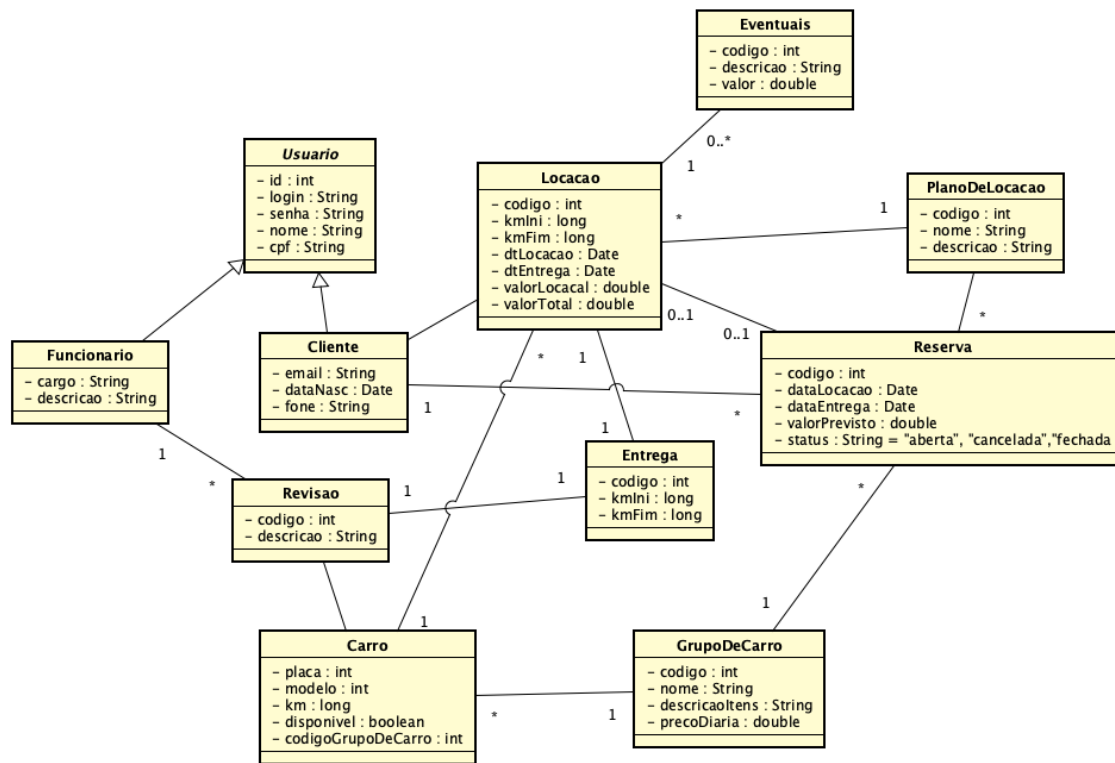 Eventuais
- codigo : int
- descricao : String
- valor : double
0..*
1
Usuario
- id : int
- login : String
- senha : String
- nome : String
- cpf : String
Locacao
- codigo : int
- kmIni : long
- kmFim : long
- dtLocacao : Date
- dtEntrega : Date
- valorLocacal : double
- valorTotal : double
*
1
PlanoDeLocacao
- codigo : int
- nome : String
- descricao : String
0..1
0..1
*
Funcionario
- cargo : String
- descricao : String
Cliente
- email : String
- dataNasc : Date
- fone : String
*
1
Reserva
- codigo : int
- dataLocacao : Date
- dataEntrega : Date
- valorPrevisto : double
- status : String = "aberta", "cancelada","fechada
1
*
1
1
*
Revisao
- codigo : int
- descricao : String
1
1
Entrega
- codigo : int
- kmIni : long
- kmFim : long
*
1
1
Carro
- placa : int
- modelo : int
- km : long
- disponivel : boolean
- codigoGrupoDeCarro : int
*
1
GrupoDeCarro
- codigo : int
- nome : String
- descricaoItens : String
- precoDiaria : double